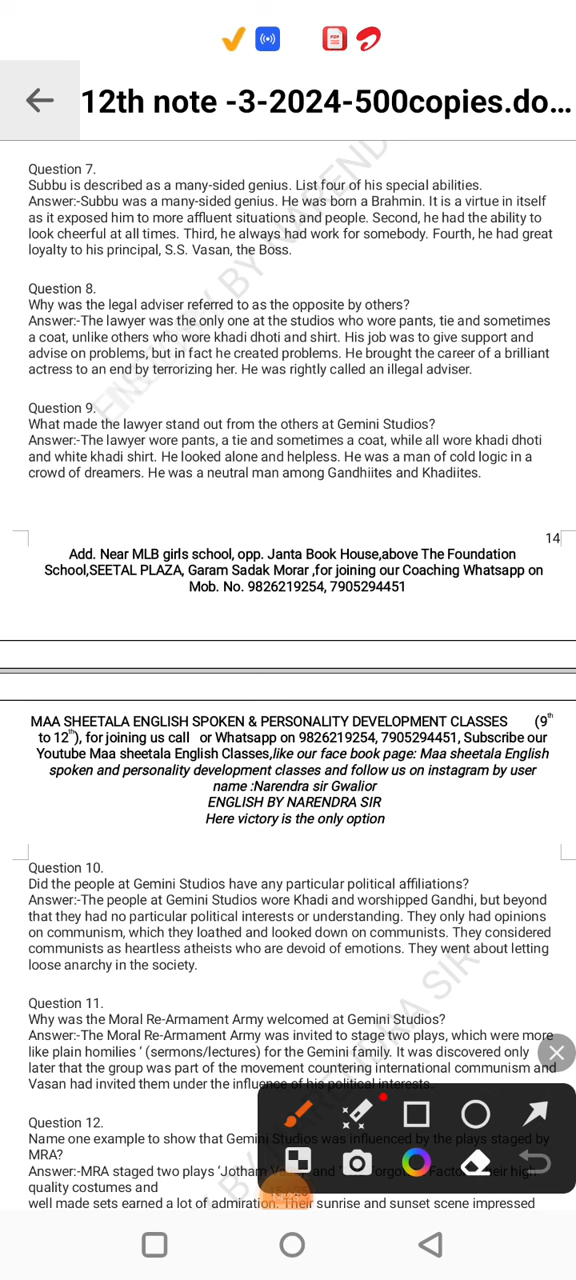 12th note -3-2024-500copies.do...
Question 7.
Subbu is described as a many-sided genius. List four of his special abilities.
Answer:-Subbu was a many-sided genius. He was born a Brahmin. It is a virtue in itself
as it exposed him to more affluent situations and people. Second, he had the ability to
look cheerful at all times. Third, he always had work for somebody. Fourth, he had great
loyalty to his principal, S.S. Vasan, the Boss.
Question 8.
Why was the legal adviser referred to as the opposite by others?
Answer:-The lawyer was the only one at the studios who wore pants, tie and sometimes
a coat, unlike others who wore khadi dhoti and shirt. His job was to give support and
advise on problems, but in fact he created problems. He brought the career of a brilliant
actress to an end by terrorizing her. He was rightly called an illegal adviser.
Question 9.
What made the lawyer stand out from the others at Gemini Studios?
Answer:-The lawyer wore pants, a tie and sometimes a coat, while all wore khadi dhoti
and white khadi shirt. He looked alone and helpless. He was a man of cold logic in a
crowd of dreamers. He was a neutral man among Gandhiites and Khadiites.
14
Add. Near MLB girls school, opp. Janta Book House,above The Foundation
School,SEETAL PLAZA, Garam Sadak Morar ,for joining our Coaching Whatsapp on
Mob. No. 9826219254, 7905294451
MAA SHEETALA ENGLISH SPOKEN & PERSONALITY DEVELOPMENT CLASSES (9th
to 12th), for joining us call or Whatsapp on 9826219254, 7905294451, Subscribe our
Youtube Maa sheetala English Classes,like our face book page: Maa sheetala English
spoken and personality development classes and follow us on instagram by user
name :Narendra sir Gwalior
ENGLISH BY NARENDRA SIR
Here victory is the only option
Question 10.
Did the people at Gemini Studios have any particular political affiliations?
Answer:-The people at Gemini Studios wore Khadi and worshipped Gandhi, but beyond
that they had no particular political interests or understanding. They only had opinions
on communism, which they loathed and looked down on communists. They considered
communists as heartless atheists who are devoid of emotions. They went about letting
loose anarchy in the society.
Question 11.
Why was the Moral Re-Armament Army welcomed at Gemini Studios?
Answer:-The Moral Re-Armament Army was invited to stage two plays, which were more
like plain homilies ‘ (sermons/lectures) for the Gemini family. It was discovered only
later that the group was part of the movement countering international communism and
Vasan had invited them under the influence of his political interests.
Question 12.
Name one example to show that Gemini Studios was influenced by the plays staged by
MRA?
Answer:-MRA staged two plays ‘Jotham and high
quality costumes and
well made sets earned a lot of admiration. Their sunrise and sunset scene impressed